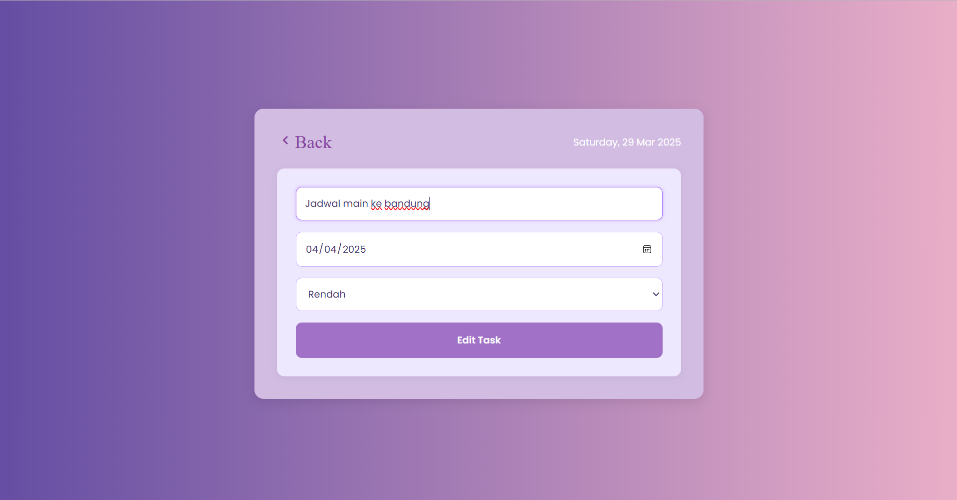 Back
Saturday, 29 Mar 2025
Jadwal main ke bandung
04/04/2025
Rendah
Edit Task